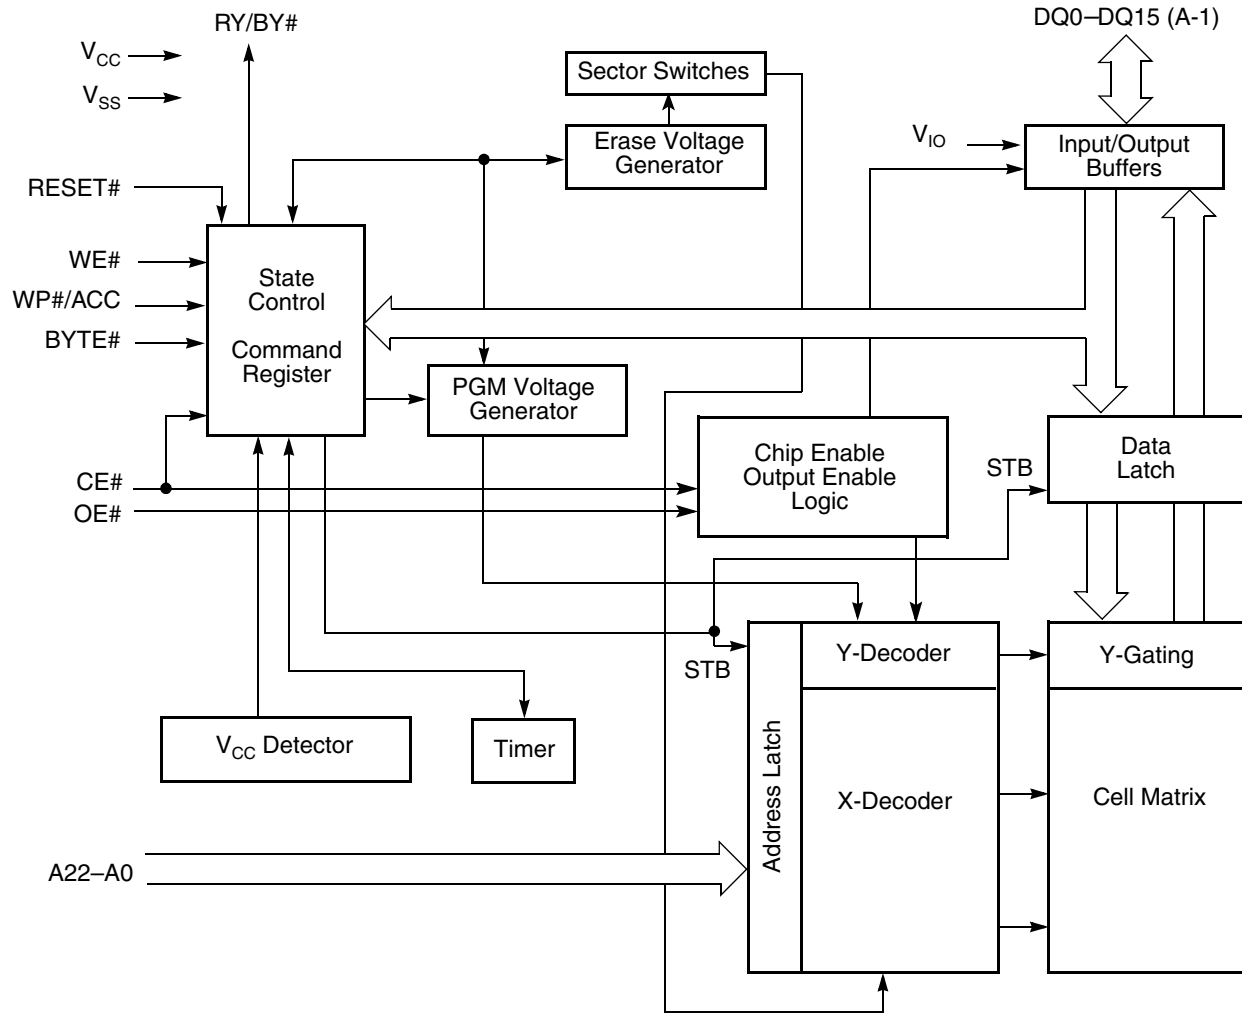 RY/BY#
DQ0–DQ15 (A-1)
VCC
VSS
Sector Switches
Erase Voltage
Generator
VIO
Input/Output
Buffers
RESET#
WE#
WP#/ACC
BYTE#
State
Control
Command
Register
PGM Voltage
Generator
CE#
OE#
Chip Enable
Output Enable
Logic
STB
Data
Latch
STB
Y-Decoder
Y-Gating
VCC Detector
Timer
Address Latch
X-Decoder
Cell Matrix
A22–A0